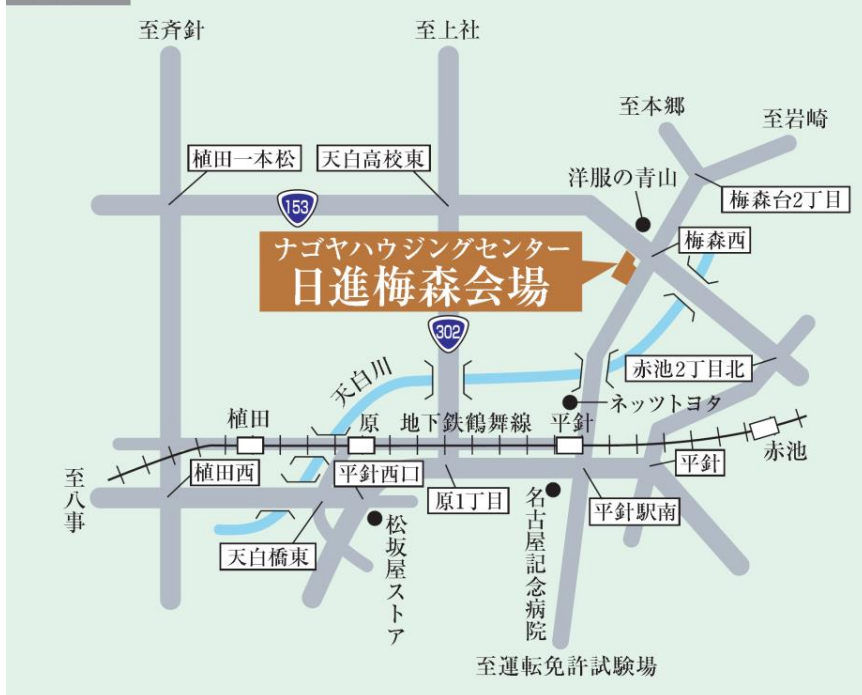 至斉針
至上社
至本郷
至岩崎
植田一本松
天白高校東
洋服の青山
梅森台2丁目
153
梅森西
ナゴヤハウジングセンター
日進梅森会場
302
天白川
赤池2丁目北
ネッツトヨタ
植田
原
地下鉄鶴舞線
平針
赤池
至八事
植田西
平針西口
原1丁目
平針
名古屋記念病院
平針駅南
天白橋東
松坂屋ストア
至運転免許試験場